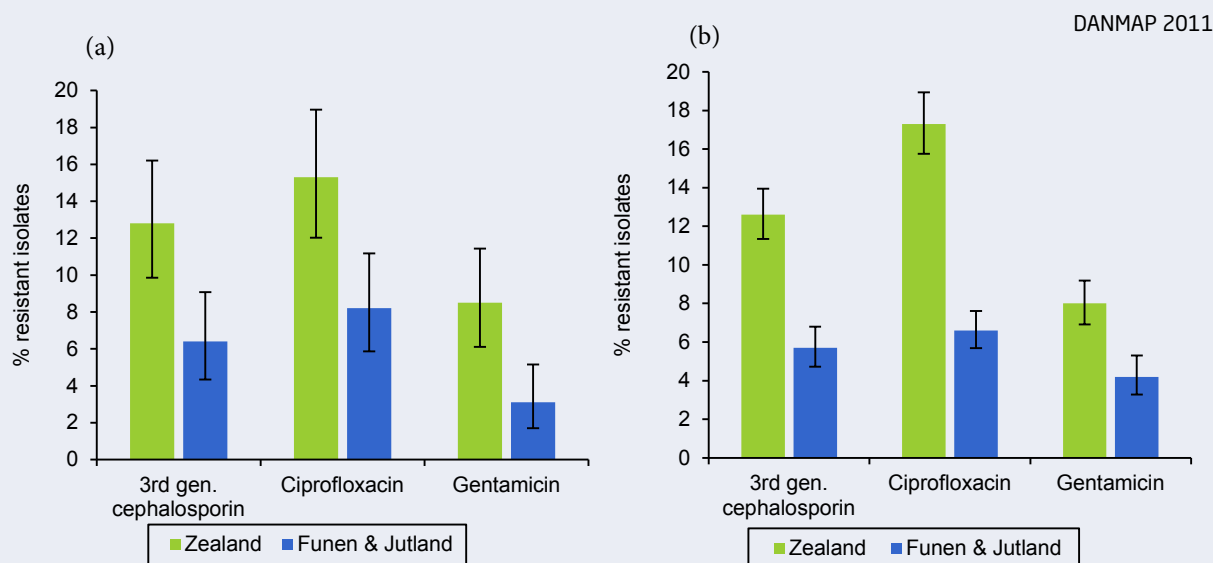 DANMAP 2011
(a)
% resistant isolates
20
18
16
14
12
10
8
6
4
2
0
3rd gen.
cephalosporin
Ciprofloxacin
Gentamicin
Zealand
Funen & Jutland
(b)
% resistant isolates
20
18
16
14
12
10
8
6
4
2
0
3rd gen.
cephalosporin
Ciprofloxacin
Gentamicin
Zealand
Funen & Jutland